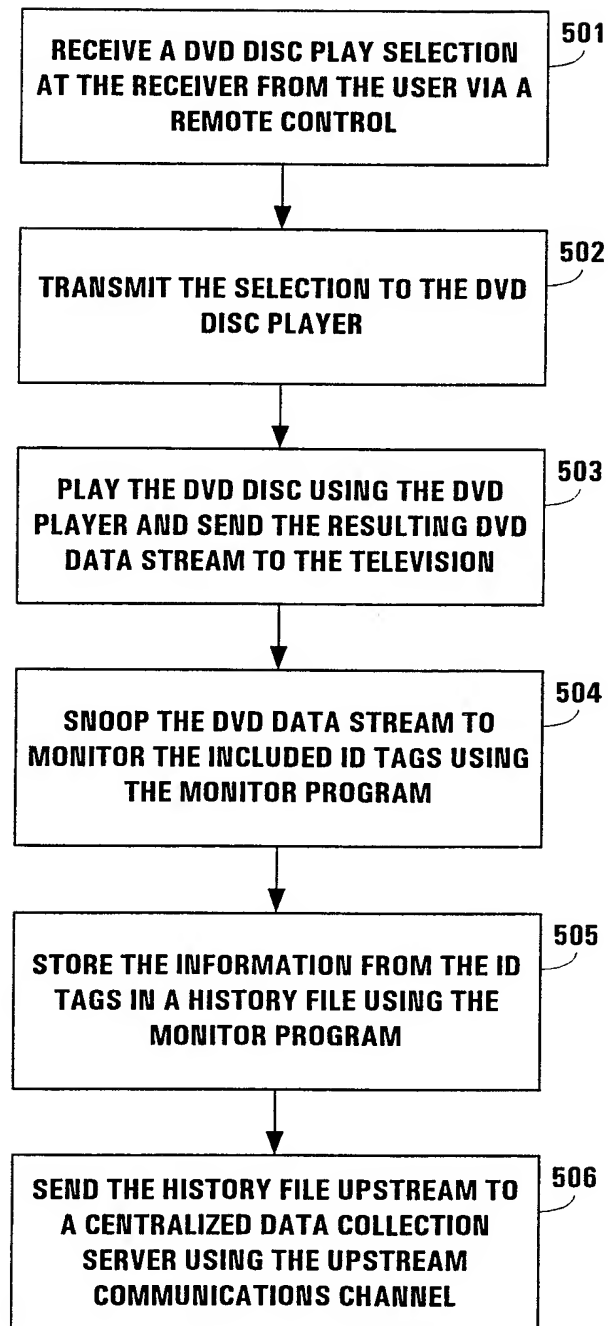 501
RECEIVE A DVD DISC PLAY SELECTION
AT THE RECEIVER FROM THE USER VIA A
REMOTE CONTROL
502
TRANSMIT THE SELECTION TO THE DVD
DISC PLAYER
503
PLAY THE DVD DISC USING THE DVD
PLAYER AND SEND THE RESULTING DVD
DATA STREAM TO THE TELEVISION
504
SNOOP THE DVD DATA STREAM TO
MONITOR THE INCLUDED ID TAGS USING
THE MONITOR PROGRAM
505
STORE THE INFORMATION FROM THE ID
TAGS IN A HISTORY FILE USING THE
MONITOR PROGRAM
506
SEND THE HISTORY FILE UPSTREAM TO
A CENTRALIZED DATA COLLECTION
SERVER USING THE UPSTREAM
COMMUNICATIONS CHANNEL